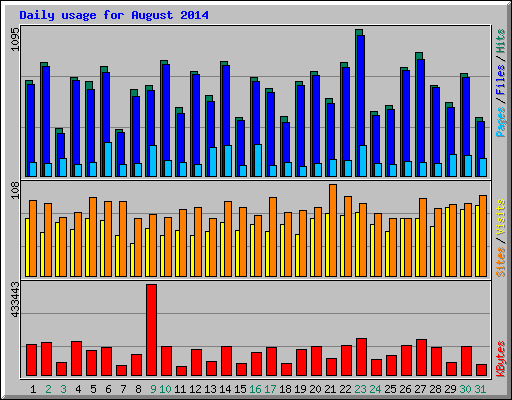 Daily usage for August 2014
1095
Pages / Files / Hits
108
Sites / Visits
433443
KBytes
1 2 3 4 5 6 7 8 9 10 11 12 13 14 15 16 17 18 19 20 21 22 23 24 25 26 27 28 29 30 31